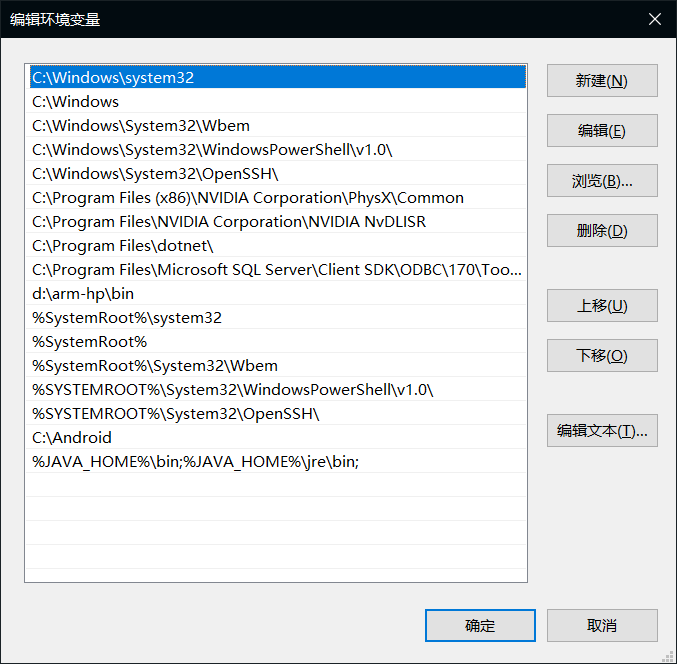 编辑环境变量
C:\Windows\system32
C:\Windows
C:\Windows\System32\Wbem
C:\Windows\System32\WindowsPowerShell\v1.0\
C:\Windows\System32\OpenSSH\
C:\Program Files (x86)\NVIDIA Corporation\PhysX\Common
C:\Program Files\NVIDIA Corporation\NVIDIA NvDLISR
C:\Program Files\dotnet\
C:\Program Files\Microsoft SQL Server\Client SDK\ODBC\170\Too...
d:\arm-hp\bin
%SystemRoot%\system32
%SystemRoot%
%SystemRoot%\System32\Wbem
%SYSTEMROOT%\System32\WindowsPowerShell\v1.0\
%SYSTEMROOT%\System32\OpenSSH\
C:\Android
%JAVA_HOME%\bin;%JAVA_HOME%\jre\bin;
新建(N)
编辑(E)
浏览(B)...
删除(D)
上移(U)
下移(O)
编辑文本(T)...
确定
取消